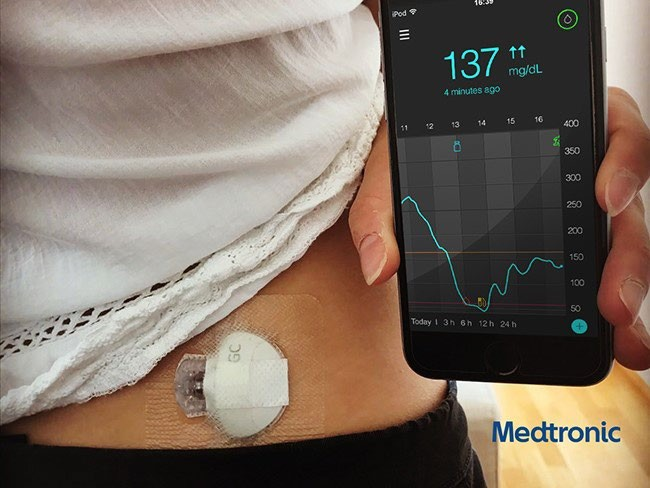 iPod 16:39
137 mg/dL
4 minutes ago
11 12 13 14 15 16
400
350
300
250
200
150
100
50
Today 3 h 6 h 12 h 24 h
GC
Medtronic